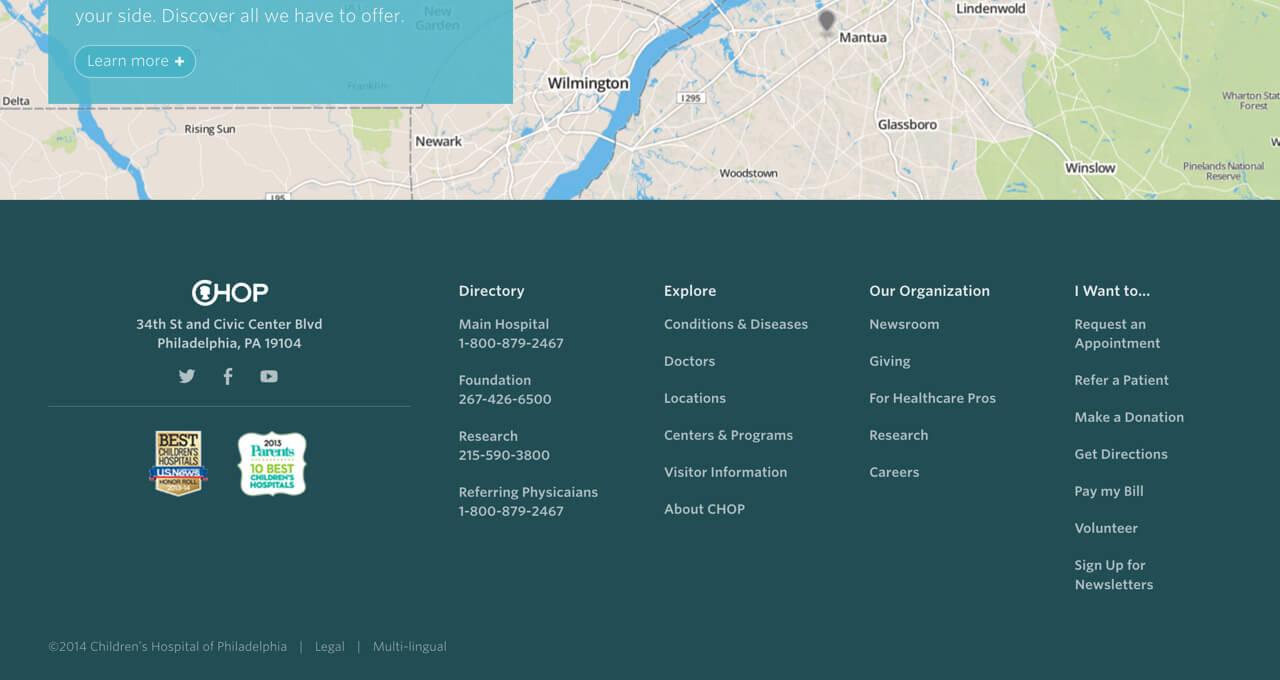 your side. Discover all we have to offer.
Learn more +
New
Garden
Franklin
Delta
Rising Sun
Newark
Wilmington
I295
Lindenwold
Mantua
Glassboro
Woodstown
Winslow
Wharton Stat
Forest
Pinelands National
Reserve
W
I95
CHOP
34th St and Civic Center Blvd
Philadelphia, PA 19104
BEST
CHILDREN'S
HOSPITALS
U.S.News
HONOR ROLL
2013-14
2013
Parents
10 BEST
CHILDREN'S
HOSPITALS
Directory
Main Hospital
1-800-879-2467
Foundation
267-426-6500
Research
215-590-3800
Referring Physicaians
1-800-879-2467
Explore
Conditions & Diseases
Doctors
Locations
Centers & Programs
Visitor Information
About CHOP
Our Organization
Newsroom
Giving
For Healthcare Pros
Research
Careers
I Want to...
Request an
Appointment
Refer a Patient
Make a Donation
Get Directions
Pay my Bill
Volunteer
Sign Up for
Newsletters
©2014 Children's Hospital of Philadelphia | Legal | Multi-lingual